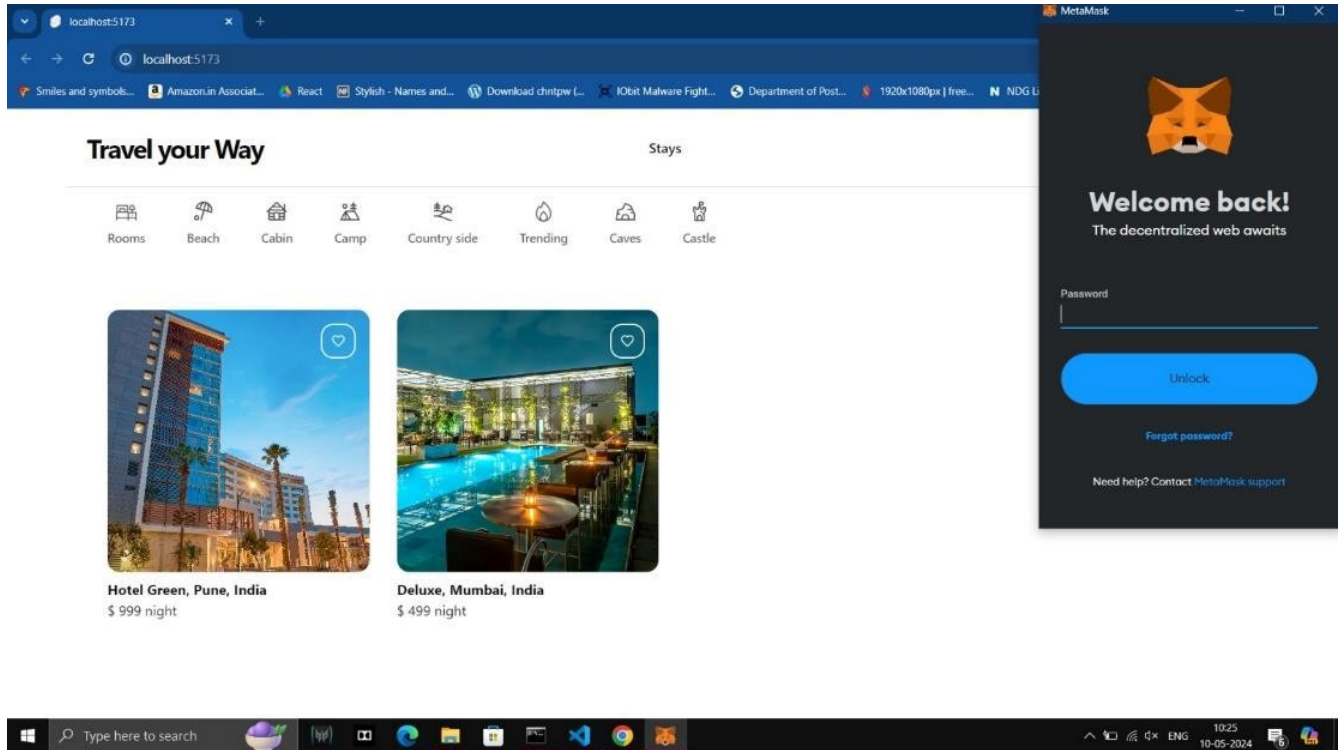 localhost:5173
MetaMask
localhost:5173
Smiles and symbols... Amazon.in Associat... React Stylish - Names and... Download chntpw (... IObit Malware Fight... Department of Post... 1920x1080px | free... NDG Li
Travel your Way
Stays
Rooms Beach Cabin Camp Country side Trending Caves Castle
Hotel Green, Pune, India
$ 999 night
Deluxe, Mumbai, India
$ 499 night
Welcome back!
The decentralized web awaits
Password
Unlock
Forgot password?
Need help? Contact MetaMask support
Type here to search
ENG
10:25
10-05-2024
6